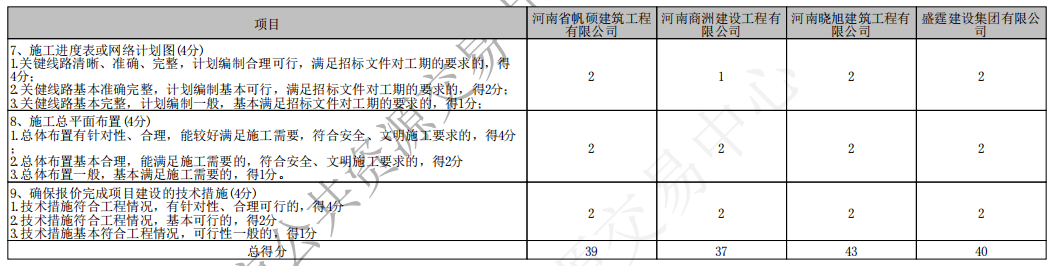 项目
河南省帆硕建筑工程有限公司
河南商洲建设工程有限公司
河南晓旭建筑工程有限公司
盛霆建设集团有限公司
7、施工进度表或网络计划图(4分)
1.关键线路清晰、准确、完整，计划编制合理可行，满足招标文件对工期的要求的，得
4分；
2.关健线路基本准确完整，计划编制基本可行，满足招标文件对工期的要求的，得2分；
3.关健线路基本完整，计划编制一般，基本满足招标文件对工期的要求的，得1分；
2 1 2 2
8、施工总平面布置(4分)
1.总体布置有针对性、合理，能较好满足施工需要，符合安全、文明施工要求的，得4分
；
2.总体布置基本合理，能满足施工需要的，符合安全、文明施工要求的，得2分
3.总体布置一般，基本满足施工需要的，得1分。
2 2 2 2
9、确保报价完成项目建设的技术措施(4分)
1.技术措施符合工程情况，有针对性、合理可行的，得4分
2.技术措施符合工程情况，基本可行的，得2分
3.技术措施基本符合工程情况，可行性一般的，得1分
2 2 2 2
总得分 39 37 43 40
公共资源交易中心
交易中心